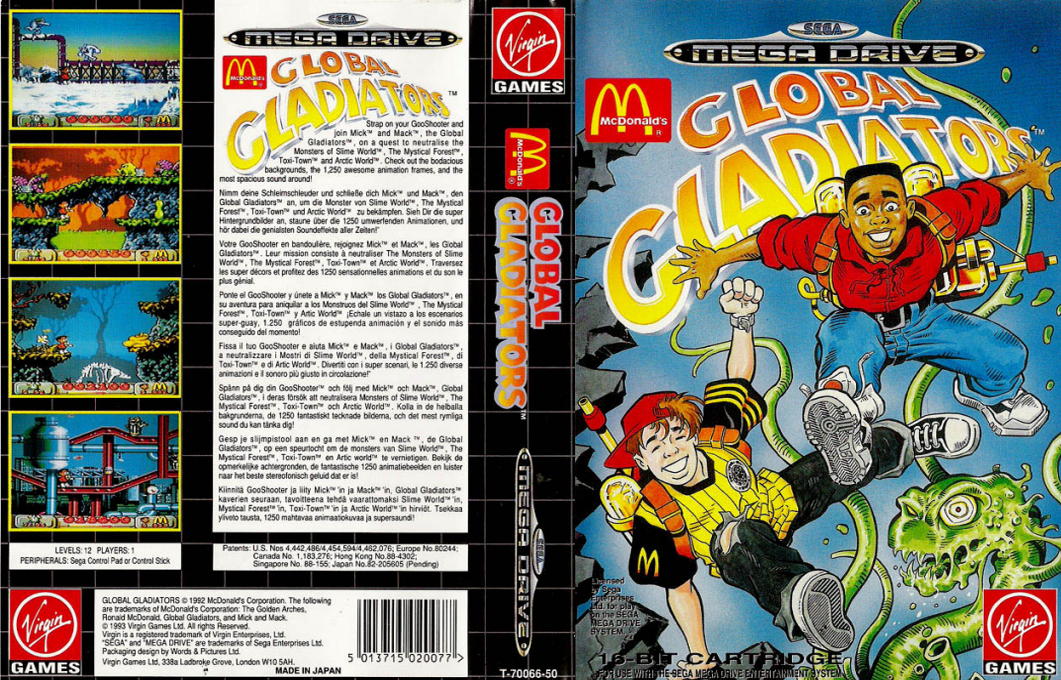 SEGA
MEGA DRIVE
McDonald's
GLOBAL
GLADIATORS™
Strap on your GooShooter and
join Mick™ and Mack™, the Global
Gladiators™, on a quest to neutralise the
Monsters of Slime World™, The Mystical Forest™,
Toxi-Town™ and Arctic World™. Check out the bodacious
backgrounds, the 1,250 awesome animation frames, and the
most spacious sound around!
Nimm deine Schleimschleuder und schließe dich Mick™ und Mack™, den
Global Gladiators™ an, um die Monster von Slime World™, The Mystical
Forest™, Toxi-Town™ und Arctic World™ zu bekämpfen. Sieh Dir die super
Hintergrundbilder an, staune über die 1250 umwerfenden Animationen, und
hör dabei die genialsten Soundeffekte aller Zeiten!"
Votre GooShooter en bandoulière, rejoignez Mick™ et Mack™, les Global
Gladiators™. Leur mission consiste à neutraliser The Monsters of Slime
World™, The Mystical Forest™, Toxi-Town™ et Arctic World™. Traversez
les super décors et profitez des 1250 sensationnelles animations et du son le
plus génial.
Ponte el GooShooter y únete a Mick™ y Mack™ los Global Gladiators™, en
su aventura para aniquilar a los Monstruos del Slime World™, The Mystical
Forest™, Toxi-Town™ y Artic World™ ¡Échale un vistazo a los escenarios
super-guay, 1.250 gráficos de estupenda animación y el sonido más
conseguido del momento!
Fissa il tuo GooShooter e aiuta Mick™ e Mack™, i Global Gladiators™,
a neutralizzare i Mostri di Slime World™, della Mystical Forest™, di
Toxi-Town™ e di Artic World™. Divertiti con i super scenari, le 1.250 diverse
animazioni e il sonoro più giusto in circolazione!"
Spänn på dig din GooShooter™ och följ med Mick™ och Mack™, Global
Gladiators™, i deras försök att neutralisera Monsters of Slime World™, The
Mystical Forest™, Toxi-Town™ och Arctic World™. Kolla in de helballa
bakgrunderna, de 1250 fantastiskt tecknade bilderna, och det mest rymliga
sound du kan tänka dig!
Gesp je slijmpistool aan en ga met Mick™ en Mack™, de Global
Gladiators™, op een speurtocht om de monsters van Slime World™, The
Mystical Forest™, Toxi-Town™ en Artic world™ te vernietigen. Bekijk de
opmerkelijke achtergronden, de fantastische 1250 animatiebeelden en luister
naar het beste stereofonisch geluid dat er is!
Kiinnitä GooShooter ja liity Mick™'in ja Mack™'in, Global Gladiators™
kaverien seuraan, tavoitteena tehdä vaarattomaksi Slime World™'in,
Mystical Forest™'in, Toxi-Town™'in ja Arctic World™'in hirviöt. Tsekkaa
yliveto tausta, 1250 mahtavaa animaatiokuvaa ja supersaundi!
LEVELS: 12 PLAYERS: 1
PERIPHERALS: Sega Control Pad or Control Stick
Patents: U.S. Nos 4,442,486/4,454,594/4,462,076; Europe No.80244;
Canada No. 1,183,276; Hong Kong No.88-4302;
Singapore No. 88-155; Japan No.82-205605 (Pending)
Virgin
GAMES
GLOBAL GLADIATORS © 1992 McDonald's Corporation. The following
are trademarks of McDonald's Corporation: The Golden Arches,
Ronald McDonald, Global Gladiators, and Mick and Mack.
© 1993 Virgin Games Ltd. All rights Reserved.
Virgin is a registered trademark of Virgin Enterprises, Ltd.
"SEGA" and "MEGA DRIVE" are trademarks of Sega Enterprises Ltd.
Packaging design by Words & Pictures Ltd.
Virgin Games Ltd, 338a Ladbroke Grove, London W10 5AH.
MADE IN JAPAN
5 013715 020077 >
Virgin
GAMES
McDonald's®
GLOBAL
GLADIATORS™
SEGA
MEGA DRIVE
T-70066-50
SEGA
MEGA DRIVE
McDonald's®
GLOBAL
GLADIATORS™
Licensed
by Sega
Enterprises
Ltd. for play
on the SEGA
MEGA DRIVE
SYSTEM.
16-BIT CARTRIDGE
FOR USE WITH THE SEGA MEGA DRIVE ENTERTAINMENT SYSTEM
Virgin
GAMES